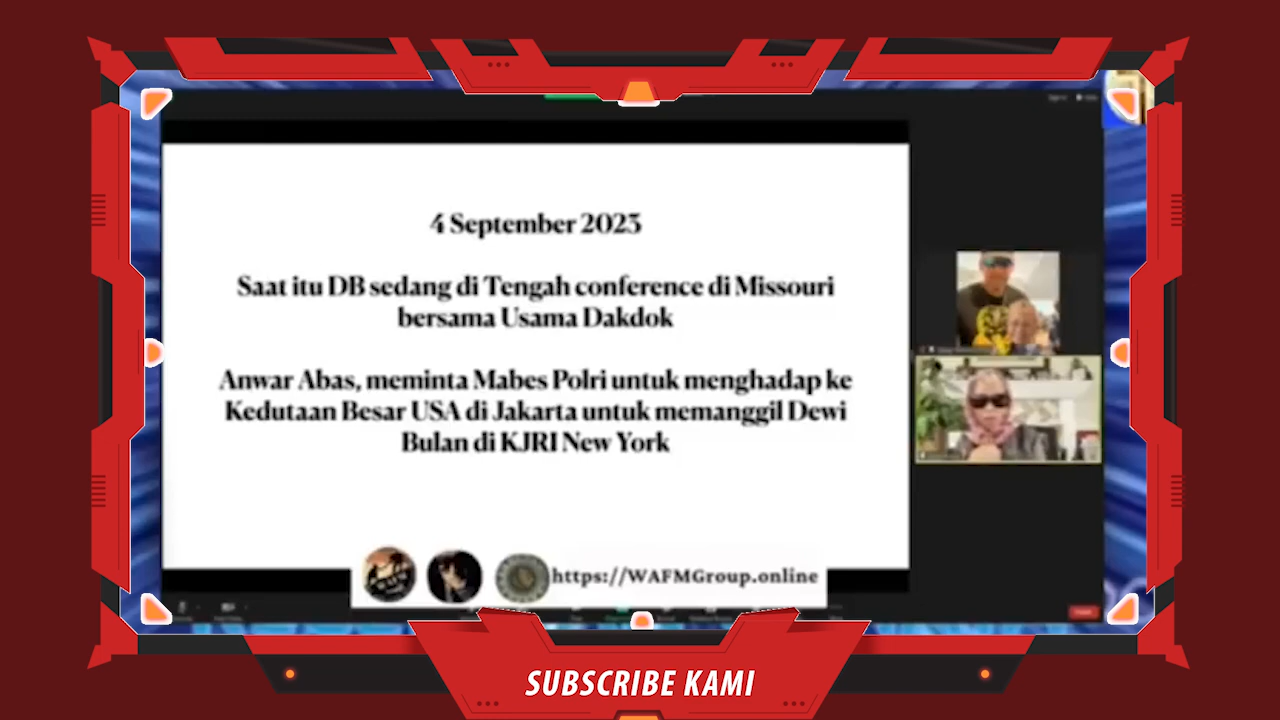 4 September 2023
Saat itu DB sedang di Tengah conference di Missouri
bersama Usama Dakdok
Anwar Abas, meminta Mabes Polri untuk menghadap ke
Kedutaan Besar USA di Jakarta untuk memanggil Dewi
Bulan di KJRI New York
https://WAFMGroup.online
SUBSCRIBE KAMI